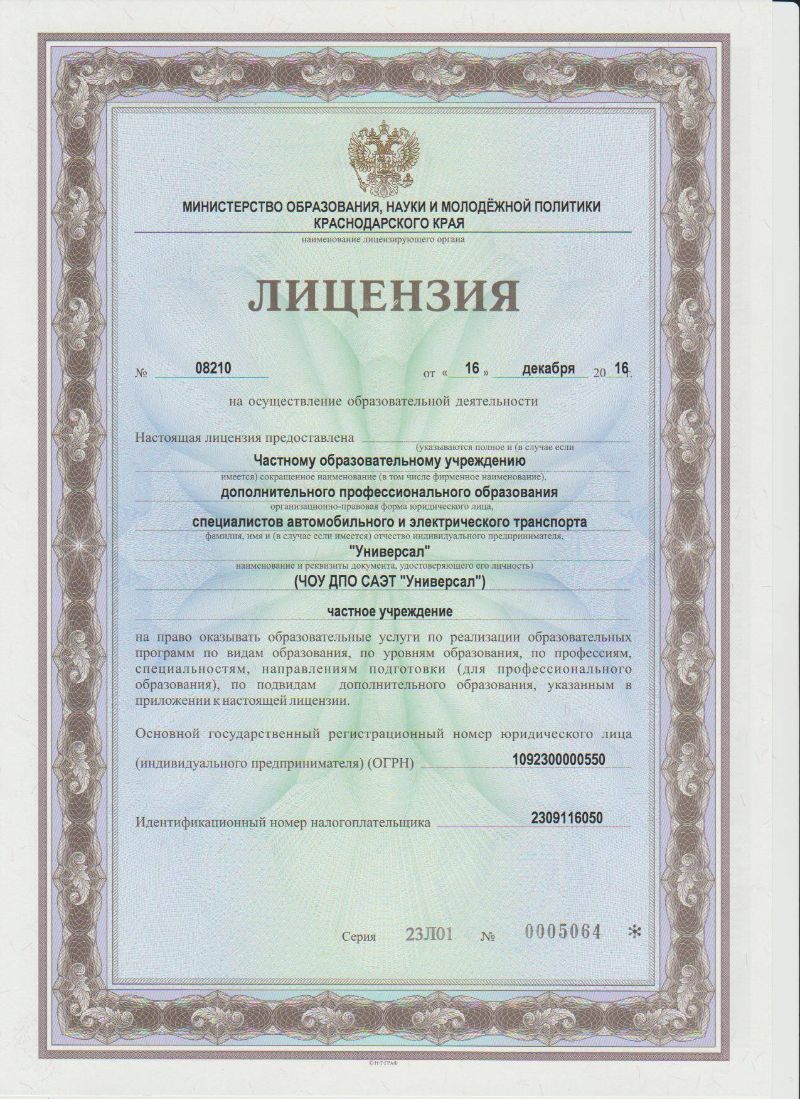 МИНИСТЕРСТВО ОБРАЗОВАНИЯ, НАУКИ И МОЛОДЁЖНОЙ ПОЛИТИКИ
КРАСНОДАРСКОГО КРАЯ
наименование лицензирующего органа
ЛИЦЕНЗИЯ
№ 08210 от « 16 » декабря 20 16 г.
на осуществление образовательной деятельности
Настоящая лицензия предоставлена
(указываются полное и (в случае если
Частному образовательному учреждению
имеется) сокращенное наименование (в том числе фирменное наименование),
дополнительного профессионального образования
организационно-правовая форма юридического лица,
специалистов автомобильного и электрического транспорта
фамилия, имя и (в случае если имеется) отчество индивидуального предпринимателя,
"Универсал"
наименование и реквизиты документа, удостоверяющего его личность)
(ЧОУ ДПО САЭТ "Универсал")
частное учреждение
на право оказывать образовательные услуги по реализации образовательных
программ по видам образования, по уровням образования, по профессиям,
специальностям, направлениям подготовки (для профессионального
образования), по подвидам дополнительного образования, указанным в
приложении к настоящей лицензии.
Основной государственный регистрационный номер юридического лица
(индивидуального предпринимателя) (ОГРН) 1092300000550
Идентификационный номер налогоплательщика 2309116050
Серия 23Л01 № 0005064 *